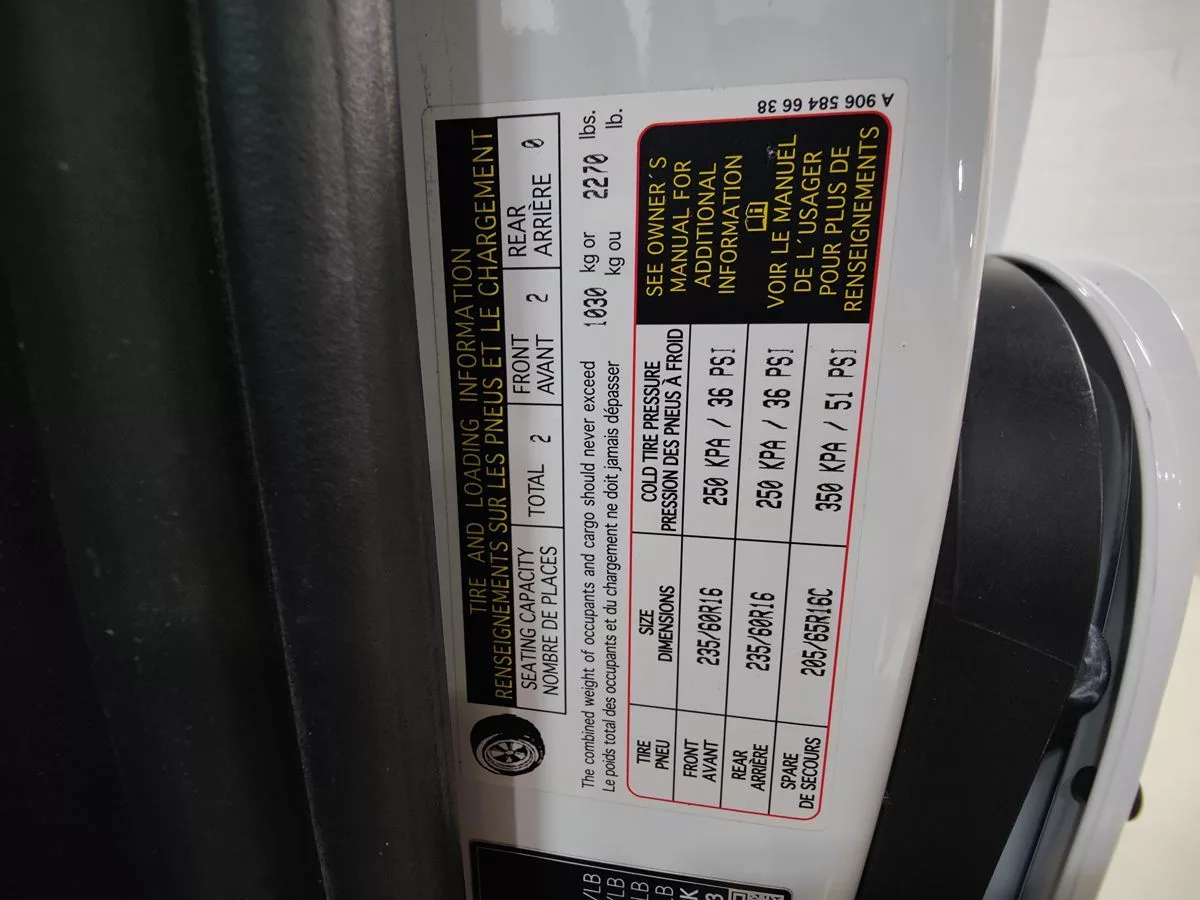 TIRE AND LOADING INFORMATION
RENSEIGNEMENTS SUR LES PNEUS ET LE CHARGEMENT
SEATING CAPACITY
NOMBRE DE PLACES
TOTAL 2
FRONT
AVANT 2
REAR
ARRIÈRE 0
The combined weight of occupants and cargo should never exceed 1030 kg or 2270 lbs.
Le poids total des occupants et du chargement ne doit jamais dépasser kg ou lb.
TIRE
PNEU
SIZE
DIMENSIONS
COLD TIRE PRESSURE
PRESSION DES PNEUS À FROID
FRONT
AVANT
235/60R16
250 KPA / 36 PSI
REAR
ARRIÈRE
235/60R16
250 KPA / 36 PSI
SPARE
DE SECOURS
205/65R16C
350 KPA / 51 PSI
SEE OWNER´S
MANUAL FOR
ADDITIONAL
INFORMATION
VOIR LE MANUEL
DE L´USAGER
POUR PLUS DE
RENSEIGNEMENTS
A 906 584 66 38
/LB
/LB
LB
LB
K